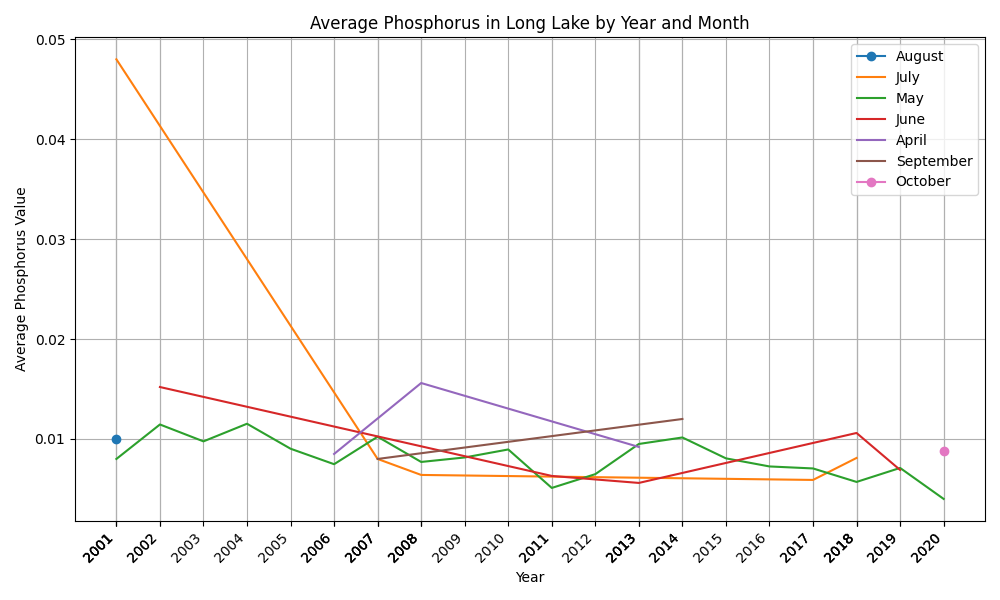 Average Phosphorus in Long Lake by Year and Month
0.05
0.04
0.03
0.02
0.01
Average Phosphorus Value
August
July
May
June
April
September
October
2001 2002 2003 2004 2005 2006 2007 2008 2009 2010 2011 2012 2013 2014 2015 2016 2017 2018 2019 2020
Year